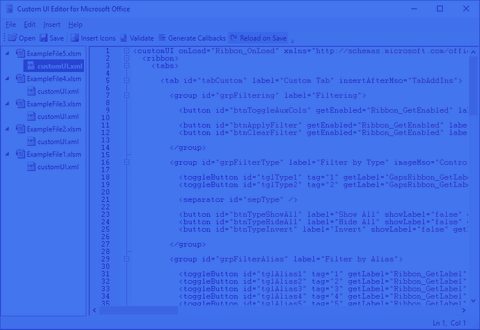 Custom UI Editor for Microsoft Office
File Edit Insert Help
Open Save Insert Icons Validate Generate Callbacks Reload on Save
ExampleFile5.xlsm
customUI.xml
ExampleFile4.xlsm
customUI.xml
ExampleFile3.xlsm
customUI.xml
ExampleFile2.xlsm
customUI.xml
ExampleFile1.xlsm
customUI.xml
1 <customUI onLoad="Ribbon_OnLoad" xmlns="http://schemas microsoft com/offic
2 <ribbon>
3 <tabs>
4
5 <tab id="tabCustom" label="Custom Tab" insertAfterMso="TabAddIns">
6
7 <group id="grpFiltering" label="Filtering">
8
9 <button id="btnToggleAuxCols" getEnabled="Ribbon_GetEnabled" lab
10
11 <button id="btnApplyFilter" getEnabled="Ribbon_GetEnabled" label
12 <button id="btnClearFilter" getEnabled="Ribbon_GetEnabled" label
13
14 </group>
15
16 <group id="grpFilterType" label="Filter by Type" imageMso="Contro
17
18 <toggleButton id="tglType1" tag="1" getLabel="GapsRibbon_GetLabe
19 <toggleButton id="tglType2" tag="2" getLabel="GapsRibbon_GetLabe
20
21 <separator id="sepType" />
22
23 <button id="btnTypeShowAll" label="Show All" showLabel="false"
24 <button id="btnTypeHideAll" label="Hide All" showLabel="false"
25 <button id="btnTypeInvert" label="Invert" showLabel="false" get
26
27 </group>
28
29 <group id="grpFilterAlias" label="Filter by Alias">
30
31 <toggleButton id="tglAlias1" tag="1" getLabel="Ribbon_GetLabel"
32 <toggleButton id="tglAlias2" tag="2" getLabel="Ribbon_GetLabel"
33 <toggleButton id="tglAlias3" tag="3" getLabel="Ribbon_GetLabel"
34 <toggleButton id="tglAlias4" tag="4" getLabel="Ribbon_GetLabel"
35 <toggleButton id="tglAlias5" tag="5" getLabel="Ribbon_GetLabel"
Ln 1, Col 1